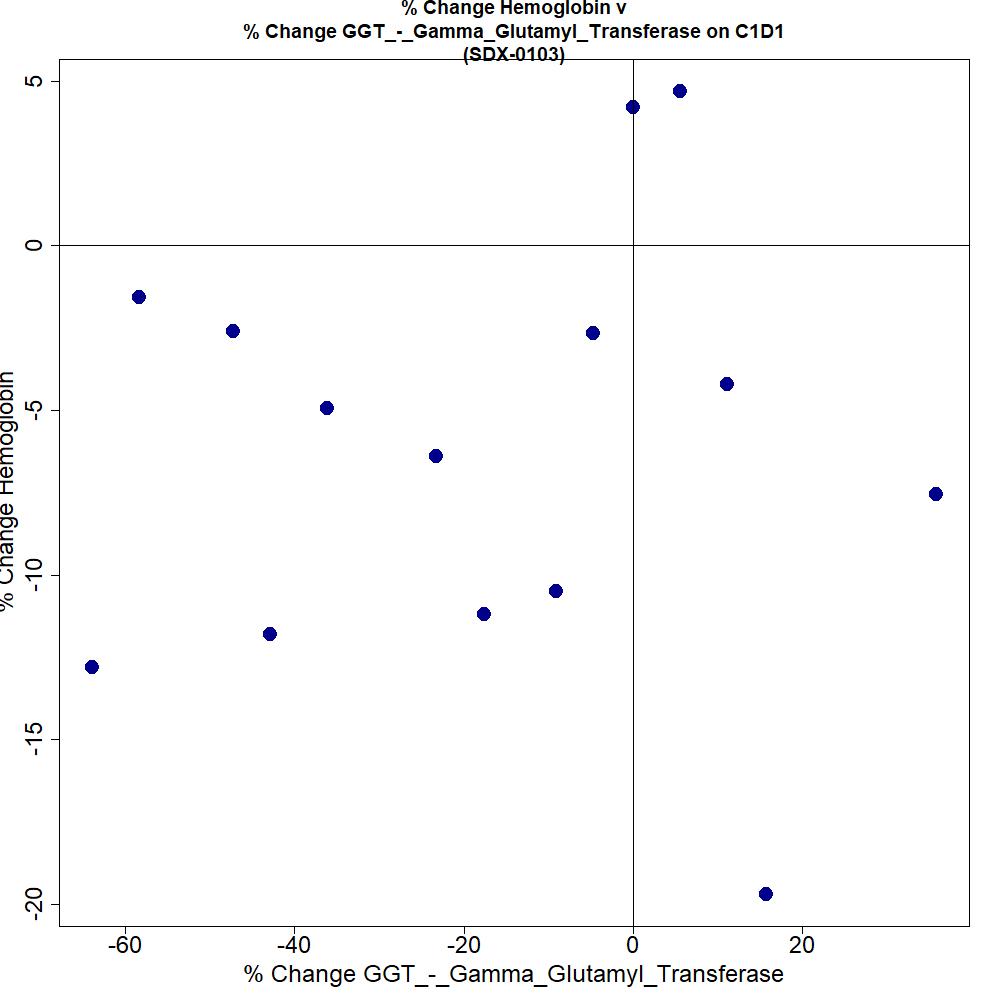 % Change Hemoglobin v
% Change GGT_-_Gamma_Glutamyl_Transferase on C1D1
(SDX-0103)
5
0
-5
-10
-15
-20
% Change Hemoglobin
-60
-40
-20
0
20
% Change GGT_-_Gamma_Glutamyl_Transferase